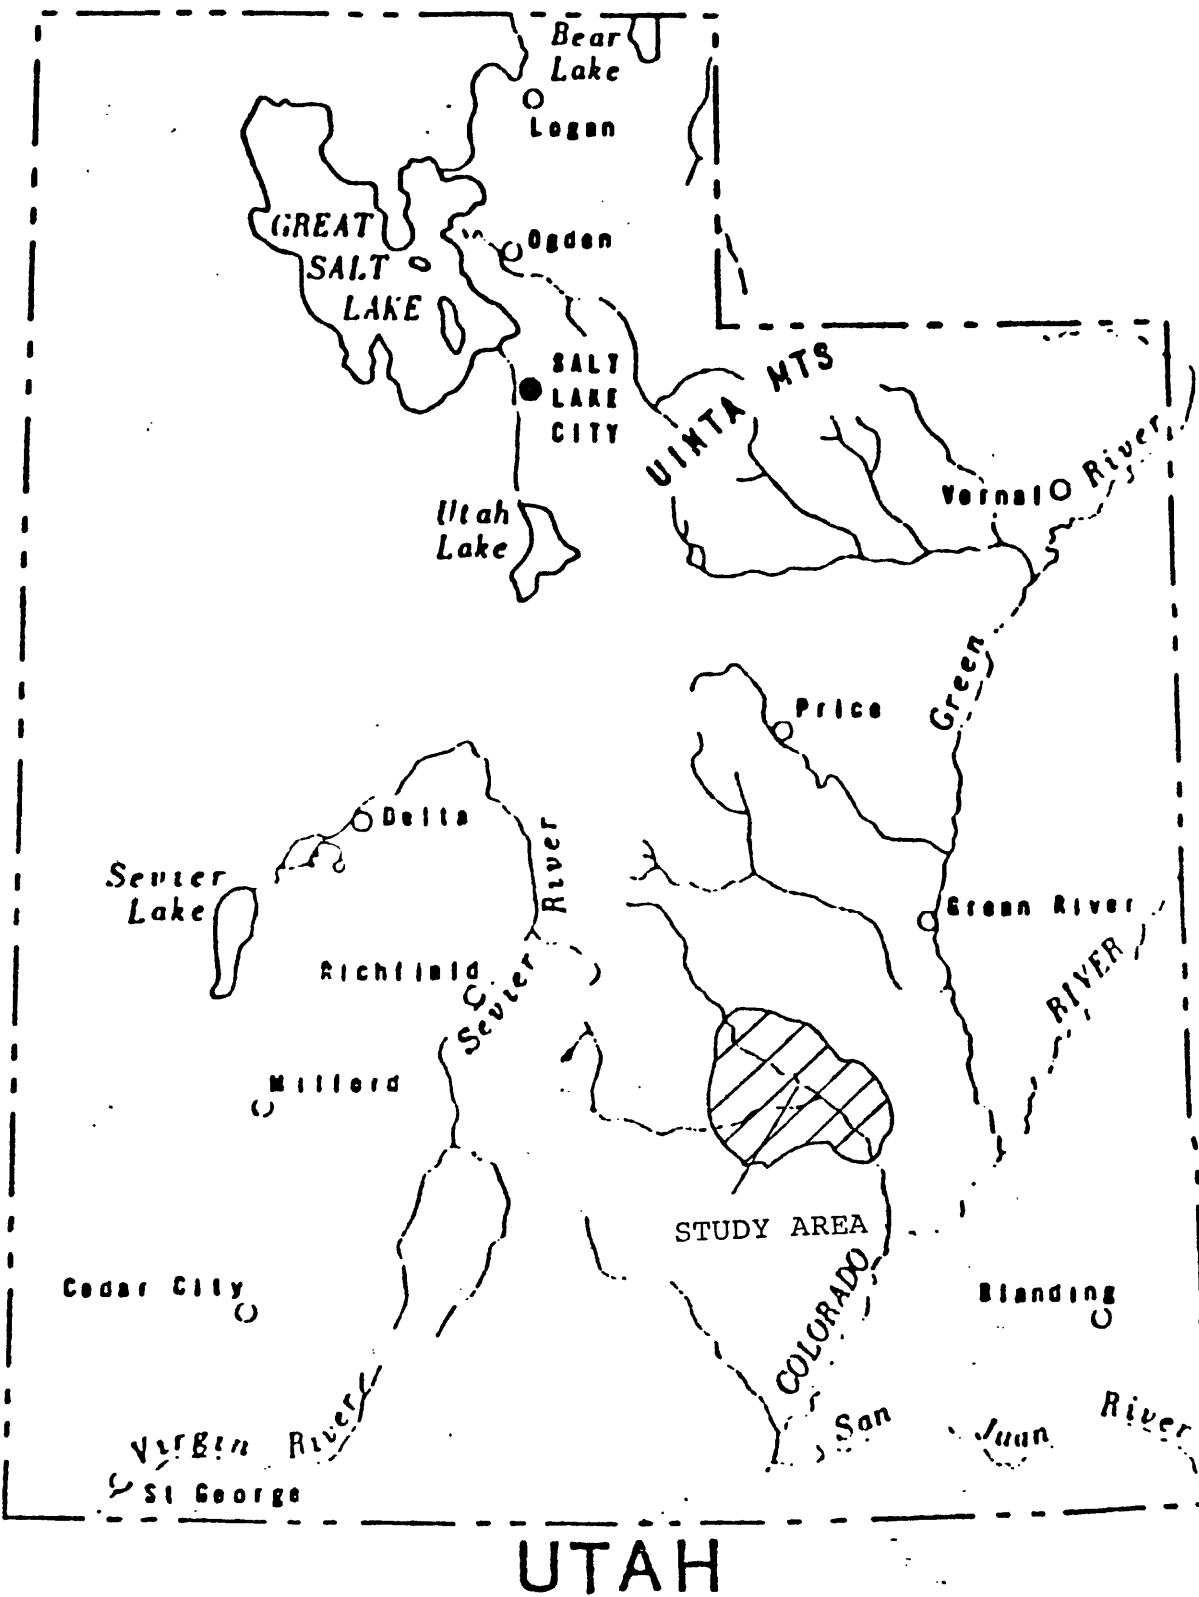 Bear
Lake
Logan
GREAT
SALT
LAKE
Ogden
SALT
LAKE
CITY
UINTA MTS
Vernal
River
Utah
Lake
Green
Price
Delta
River
Sevier
Lake
Green River
Richfield
Sevier
RIVER
Milford
STUDY AREA
COLORADO
Cedar City
Blanding
San Juan River
Virgin River
St George
UTAH